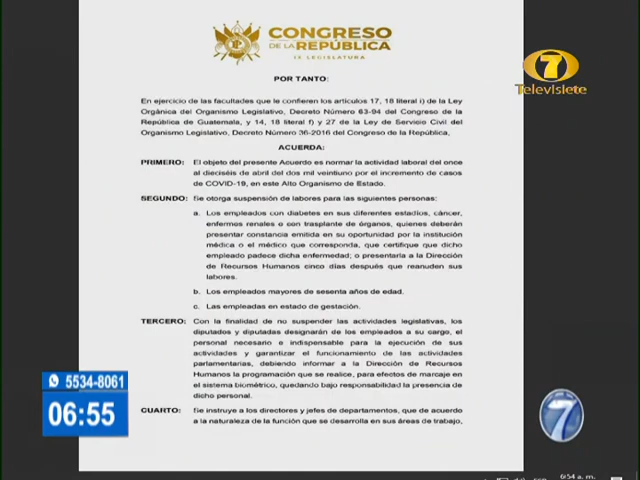 CONGRESO
DE LA REPÚBLICA
IX LEGISLATURA
POR TANTO:
En ejercicio de las facultades que le confieren los artículos 17, 18 literal i) de la Ley
Orgánica del Organismo Legislativo, Decreto Número 63-94 del Congreso de la
República de Guatemala, y 14, 18 literal f) y 27 de la Ley de Servicio Civil del
Organismo Legislativo, Decreto Número 36-2016 del Congreso de la República,
ACUERDA:
PRIMERO: El objeto del presente Acuerdo es normar la actividad laboral del once
al dieciséis de abril del dos mil veintiuno por el incremento de casos
de COVID-19, en este Alto Organismo de Estado.
SEGUNDO: Se otorga suspensión de labores para las siguientes personas:
a. Los empleados con diabetes en sus diferentes estadios, cáncer,
enfermos renales o con trasplante de órganos, quienes deberán
presentar constancia emitida en su oportunidad por la institución
médica o el médico que corresponda, que certifique que dicho
empleado padece dicha enfermedad; o presentarla a la Dirección
de Recursos Humanos cinco días después que reanuden sus
labores.
b. Los empleados mayores de sesenta años de edad.
c. Las empleadas en estado de gestación.
TERCERO: Con la finalidad de no suspender las actividades legislativas, los
diputados y diputadas designarán de los empleados a su cargo, el
personal necesario e indispensable para la ejecución de sus
actividades y garantizar el funcionamiento de las actividades
parlamentarias, debiendo informar a la Dirección de Recursos
Humanos la programación que se realice, para efectos de marcaje en
el sistema biométrico, quedando bajo responsabilidad la presencia de
dicho personal.
CUARTO: Se instruye a los directores y jefes de departamentos, que de acuerdo
a la naturaleza de la función que se desarrolla en sus áreas de trabajo,
7
Televisiete
5534-8061
06:55
7
6:54 a. m.